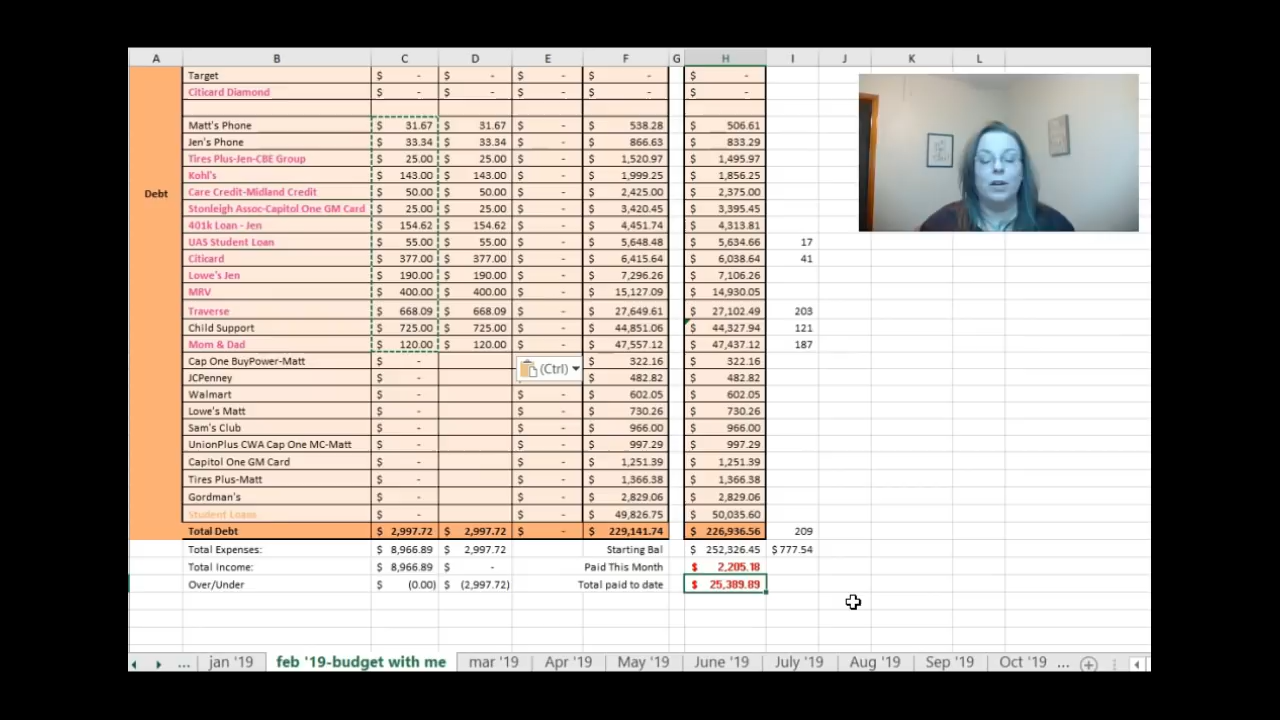 A B C D E F G H I J K L
Target $ - $ - $ - $ - $ -
Citicard Diamond $ - $ - $ - $ - $ -
Matt's Phone $ 31.67 $ 31.67 $ - $ 538.28 $ 506.61
Jen's Phone $ 33.34 $ 33.34 $ - $ 866.63 $ 833.29
Tires Plus-Jen-CBE Group $ 25.00 $ 25.00 $ - $ 1,520.97 $ 1,495.97
Kohl's $ 143.00 $ 143.00 $ - $ 1,999.25 $ 1,856.25
Debt Care Credit-Midland Credit $ 50.00 $ 50.00 $ - $ 2,425.00 $ 2,375.00
Stonleigh Assoc-Capitol One GM Card $ 25.00 $ 25.00 $ - $ 3,420.45 $ 3,395.45
401k Loan - Jen $ 154.62 $ 154.62 $ - $ 4,451.74 $ 4,313.81
UAS Student Loan $ 55.00 $ 55.00 $ - $ 5,648.48 $ 5,634.66 17
Citicard $ 377.00 $ 377.00 $ - $ 6,415.64 $ 6,038.64 41
Lowe's Jen $ 190.00 $ 190.00 $ - $ 7,296.26 $ 7,106.26
MRV $ 400.00 $ 400.00 $ - $ 15,127.09 $ 14,930.05
Traverse $ 668.09 $ 668.09 $ - $ 27,649.61 $ 27,102.49 203
Child Support $ 725.00 $ 725.00 $ - $ 44,851.06 $ 44,327.94 121
Mom & Dad $ 120.00 $ 120.00 $ - $ 47,557.12 $ 47,437.12 187
Cap One BuyPower-Matt $ - (Ctrl) $ 322.16 $ 322.16
JCPenney $ - $ 482.82 $ 482.82
Walmart $ - $ - $ 602.05 $ 602.05
Lowe's Matt $ - $ - $ 730.26 $ 730.26
Sam's Club $ - $ - $ 966.00 $ 966.00
UnionPlus CWA Cap One MC-Matt $ - $ - $ 997.29 $ 997.29
Capitol One GM Card $ - $ - $ 1,251.39 $ 1,251.39
Tires Plus-Matt $ - $ - $ 1,366.38 $ 1,366.38
Gordman's $ - $ - $ 2,829.06 $ 2,829.06
Student Loans $ - $ - $ 49,826.75 $ 50,035.60
Total Debt $ 2,997.72 $ 2,997.72 $ - $ 229,141.74 $ 226,936.56 209
Total Expenses: $ 8,966.89 $ 2,997.72 Starting Bal $ 252,326.45 $ 777.54
Total Income: $ 8,966.89 $ - Paid This Month $ 2,205.18
Over/Under $ (0.00) $ (2,997.72) Total paid to date $ 25,389.89
... jan '19 feb '19-budget with me mar '19 Apr '19 May '19 June '19 July '19 Aug '19 Sep '19 Oct '19 ...